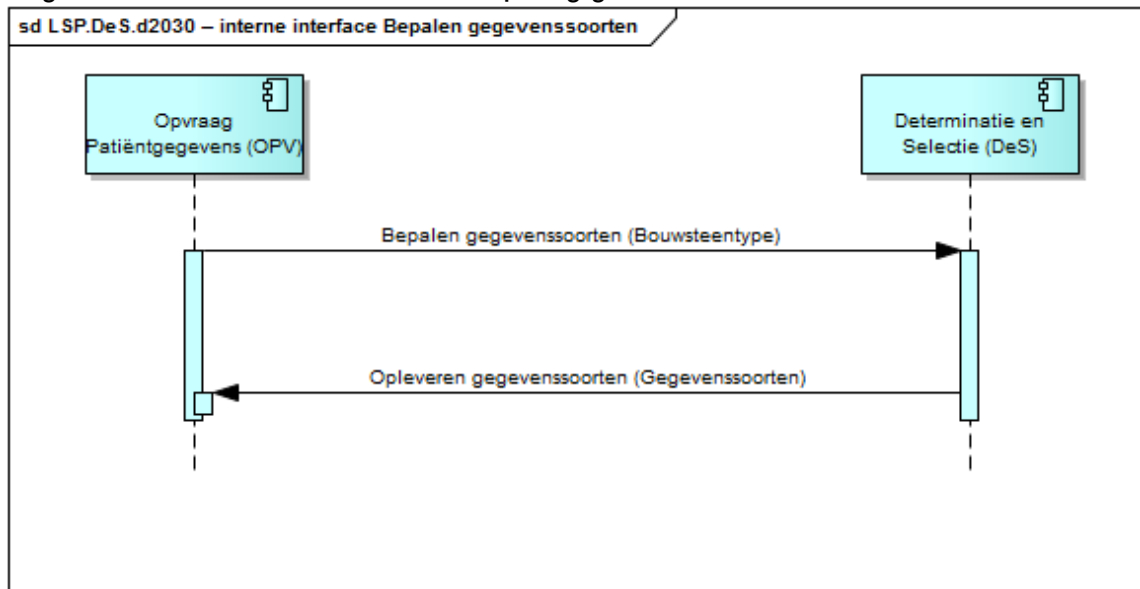 sd LSP.DeS.d2030 – interne interface Bepalen gegevenssoorten
Opvraag
Patiëntgegevens (OPV)
Determinatie en
Selectie (DeS)
Bepalen gegevenssoorten (Bouwsteentype)
Opleveren gegevenssoorten (Gegevenssoorten)